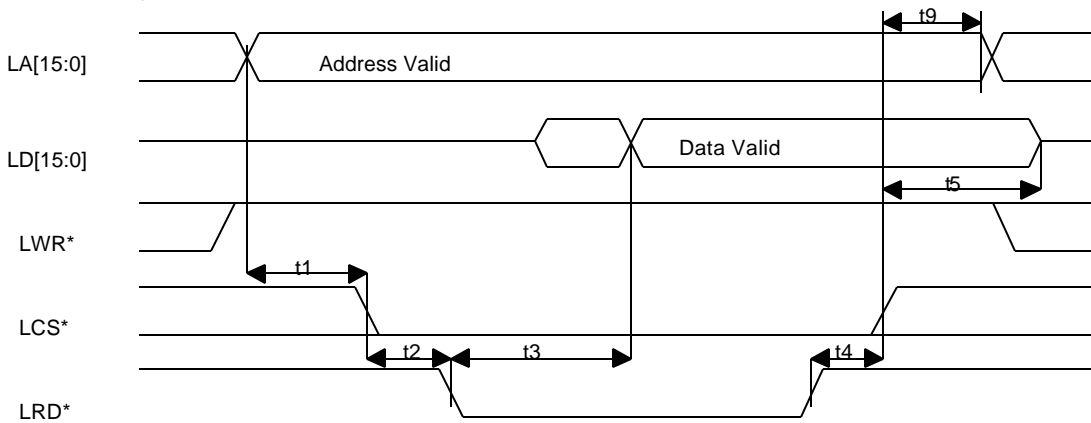 t9
LA[15:0]
Address Valid
LD[15:0]
Data Valid
t5
LWR*
t1
LCS*
t2
t3
t4
LRD*